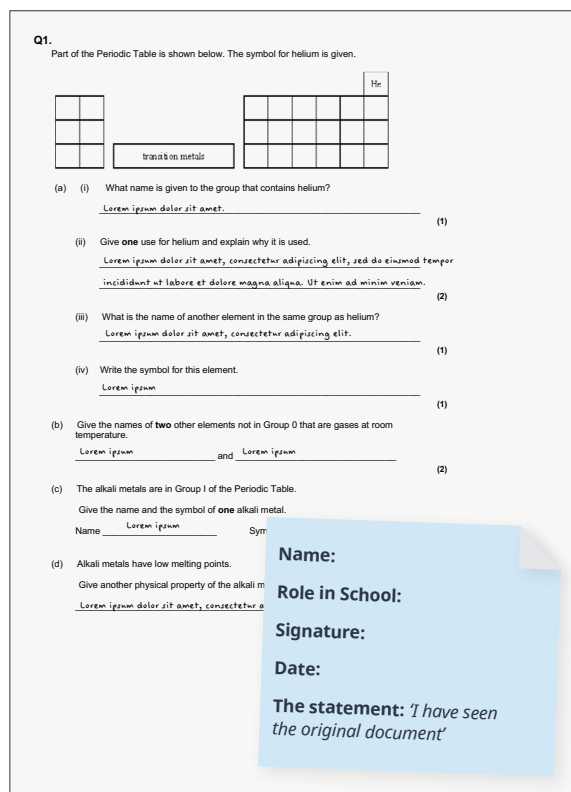 Q1.
Part of the Periodic Table is shown below. The symbol for helium is given.
He
transition metals
(a) (i) What name is given to the group that contains helium?
Lorem ipsum dolor sit amet.
(1)
(ii) Give one use for helium and explain why it is used.
Lorem ipsum dolor sit amet, consectetur adipiscing elit, sed do eiusmod tempor
incididunt ut labore et dolore magna aliqua. Ut enim ad minim veniam.
(2)
(iii) What is the name of another element in the same group as helium?
Lorem ipsum dolor sit amet, consectetur adipiscing elit.
(1)
(iv) Write the symbol for this element.
Lorem ipsum
(1)
(b) Give the names of two other elements not in Group 0 that are gases at room
temperature.
Lorem ipsum and Lorem ipsum
(2)
(c) The alkali metals are in Group I of the Periodic Table.
Give the name and the symbol of one alkali metal.
Name Lorem ipsum Sym
(d) Alkali metals have low melting points.
Give another physical property of the alkali m
Lorem ipsum dolor sit amet, consectetur a
Name:
Role in School:
Signature:
Date:
The statement: ‘I have seen
the original document’